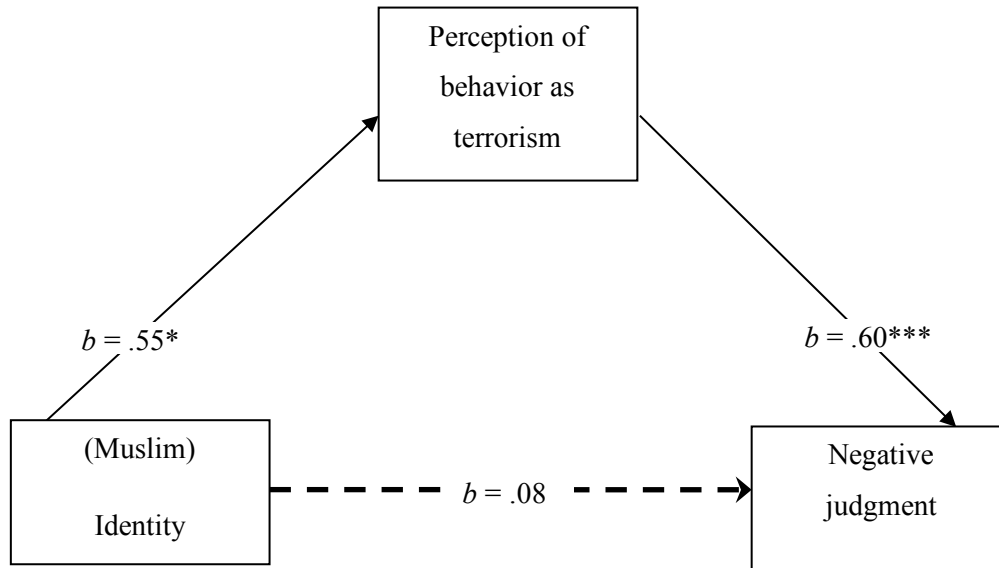 Perception of
behavior as
terrorism
b = .55*
b = .60***
(Muslim)
Identity
b = .08
Negative
judgment